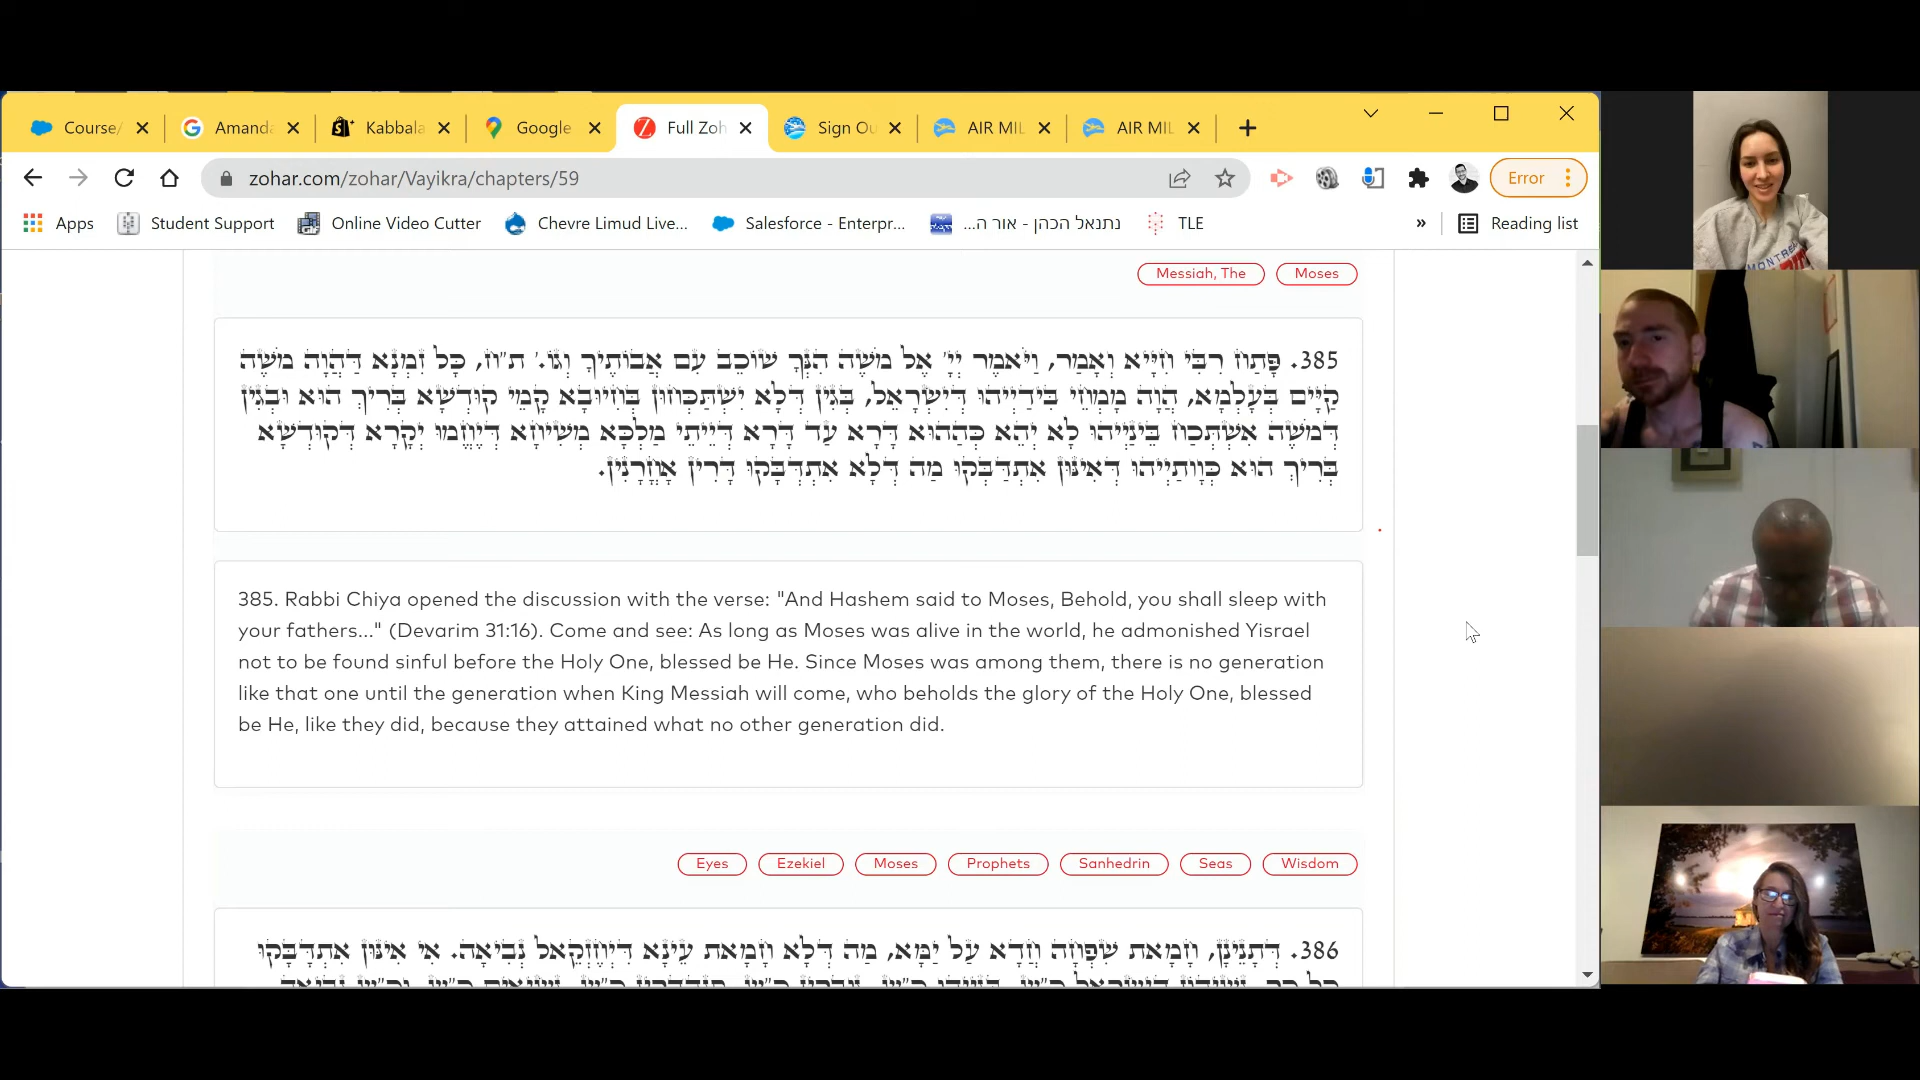 Course/
Amanda
Kabbala
Google
Full Zoh
Sign Ou
AIR MIL
AIR MIL
zohar.com/zohar/Vayikra/chapters/59
Error
Apps
Student Support
Online Video Cutter
Chevre Limud Live...
Salesforce - Enterpr...
נתנאל הכהן - אור ה...
TLE
»
Reading list
Messiah, The
Moses
385. פָּתַח רִבִּי חִיָּיא וְאָמַר, וַיֹּאמֶר יְיָ' אֶל מֹשֶׁה הִנְּךָ שׁוֹכֵב עִם אֲבוֹתֶיךָ וְגוֹ.' ת"ח, כָּל זִמְנָא דַּהֲוָה מֹשֶׁה
קַיָּים בְּעָלְמָא, הֲוָה מָמְחֵי בִּידַיְיהוּ דְּיִשְׂרָאֵל, בְּגִין דְּלָא יִשְׁתַּכְּחוּן בְּחִיּוּבָא קָמֵי קוּדְשָׁא בְּרִיךְ הוּא וּבְגִין
דְּמֹשֶׁה אִשְׁתְּכַח בֵּינַיְיהוּ לָא יְהֵא כְּהַהוּא דָּרָא עַד דָּרָא דְּיֵיתֵי מַלְכָּא מְשִׁיחָא דְּיֶחֱמוּ יְקָרָא דְּקוּדְשָׁא
בְּרִיךְ הוּא כְּוָותַיְיהוּ דְּאִינּוּן אִתְדַּבְּקוּ מַה דְּלָא אִתְדְּבָּקוּ דָּרִין אָחֳרָנִין.
385. Rabbi Chiya opened the discussion with the verse: "And Hashem said to Moses, Behold, you shall sleep with
your fathers..." (Devarim 31:16). Come and see: As long as Moses was alive in the world, he admonished Yisrael
not to be found sinful before the Holy One, blessed be He. Since Moses was among them, there is no generation
like that one until the generation when King Messiah will come, who beholds the glory of the Holy One, blessed
be He, like they did, because they attained what no other generation did.
Eyes
Ezekiel
Moses
Prophets
Sanhedrin
Seas
Wisdom
386. דְּתָנֵינָן, חָמָאת שִׁפְחָה חֲדָא עַל יַמָּא, מַה דְּלָא חָמָאת עֵינָא דִּיְחֶזְקֵאל נְבִיאָה. אִי אִינּוּן אִתְדָּבָּקוּ